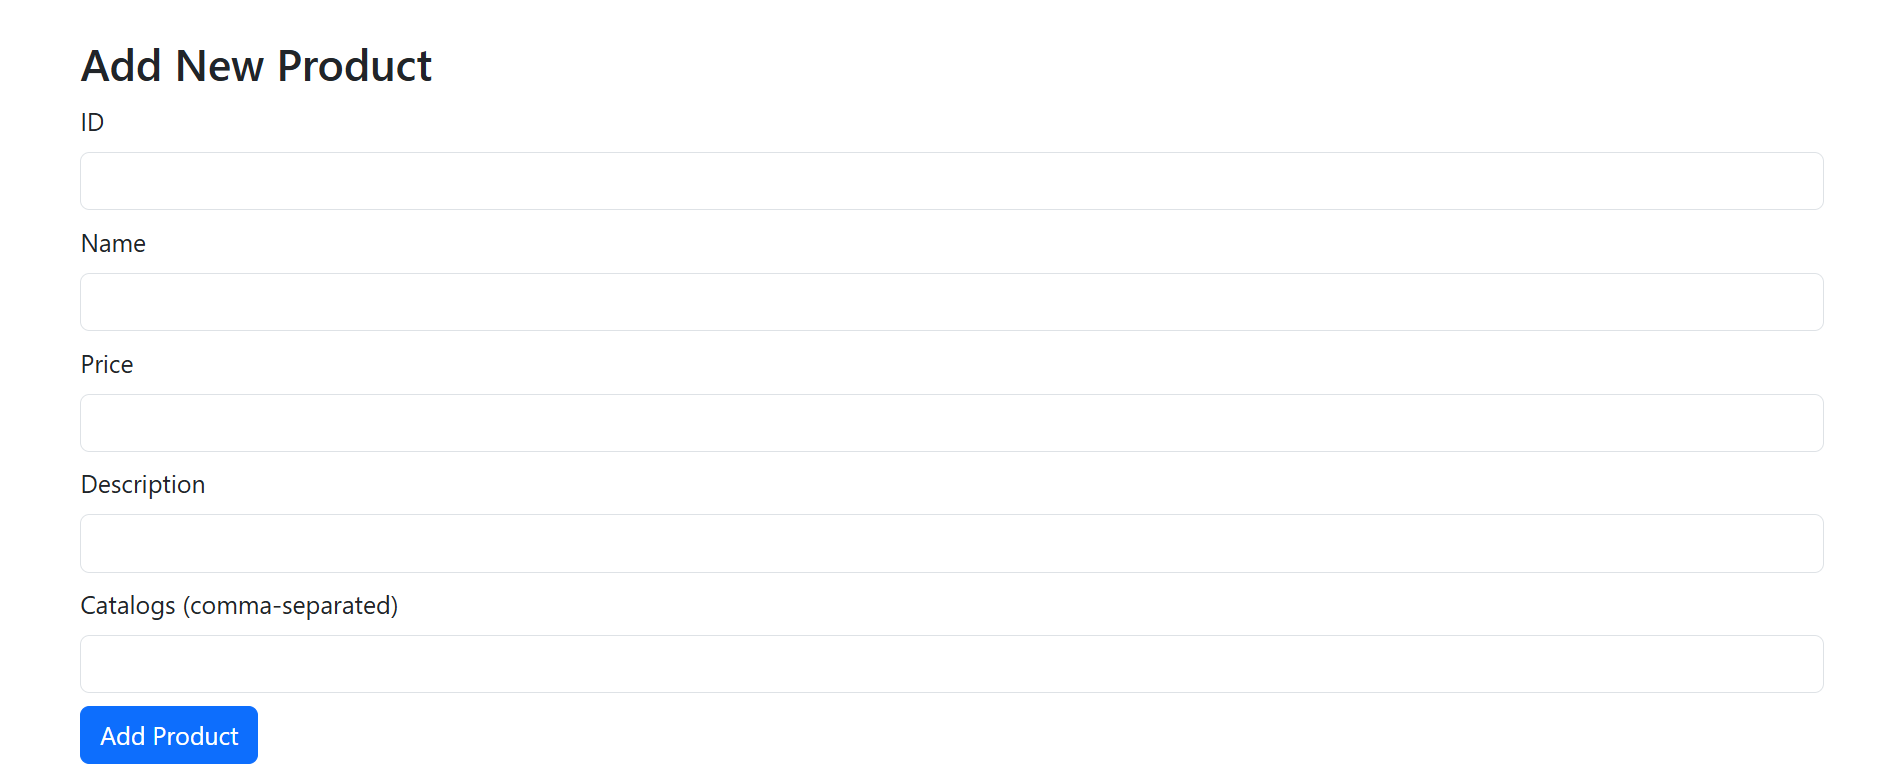 Add New Product
ID
Name
Price
Description
Catalogs (comma-separated)
Add Product